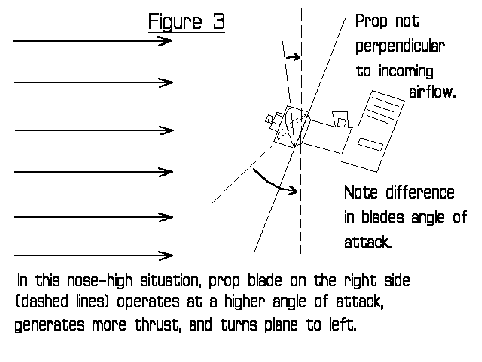 Figure 3
Prop not
perpendicular
to incoming
airflow.
Note difference
in blades angle of
attack.
In this nose-high situation, prop blade on the right side
(dashed lines) operates at a higher angle of attack,
generates more thrust, and turns plane to left.